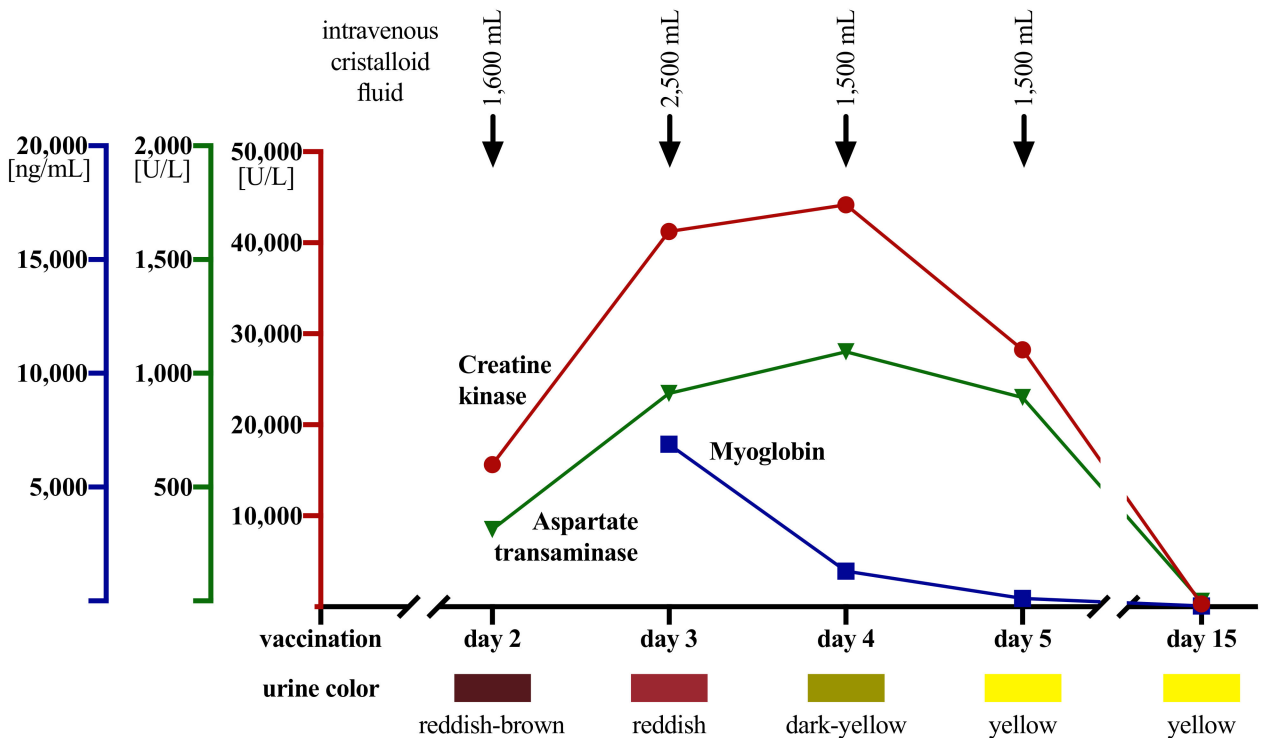 intravenous
cristalloid
fluid
1,600 mL
2,500 mL
1,500 mL
1,500 mL
20,000
[ng/mL]
15,000
10,000
5,000
2,000
[U/L]
1,500
1,000
500
50,000
[U/L]
40,000
30,000
20,000
10,000
Creatine
kinase
Myoglobin
Aspartate
transaminase
vaccination day 2 day 3 day 4 day 5 day 15
urine color
reddish-brown reddish dark-yellow yellow yellow